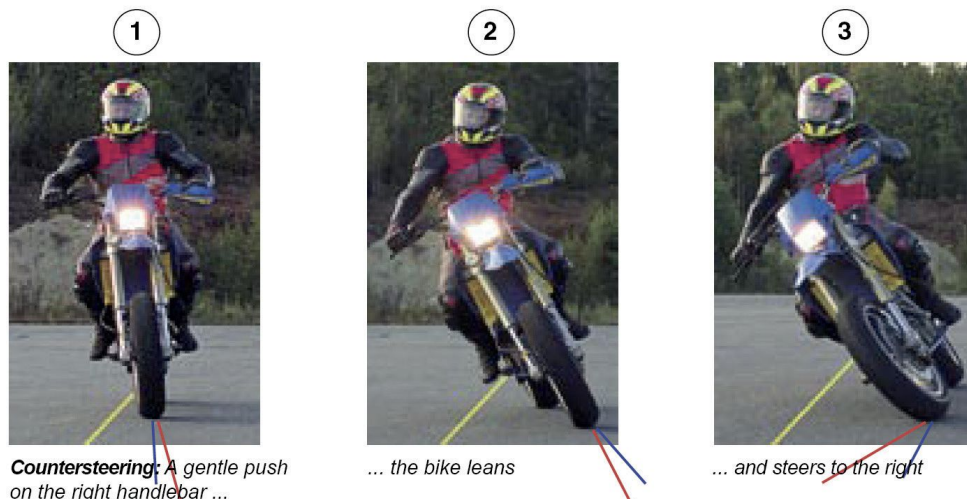 1
2
3
Countersteering: A gentle push
on the right handlebar ...
... the bike leans
... and steers to the right